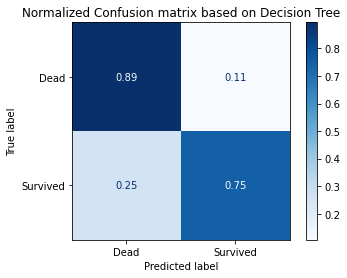 Normalized Confusion matrix based on Decision Tree
True label
Dead
0.89
0.11
Survived
0.25
0.75
Dead
Survived
Predicted label
0.8
0.7
0.6
0.5
0.4
0.3
0.2